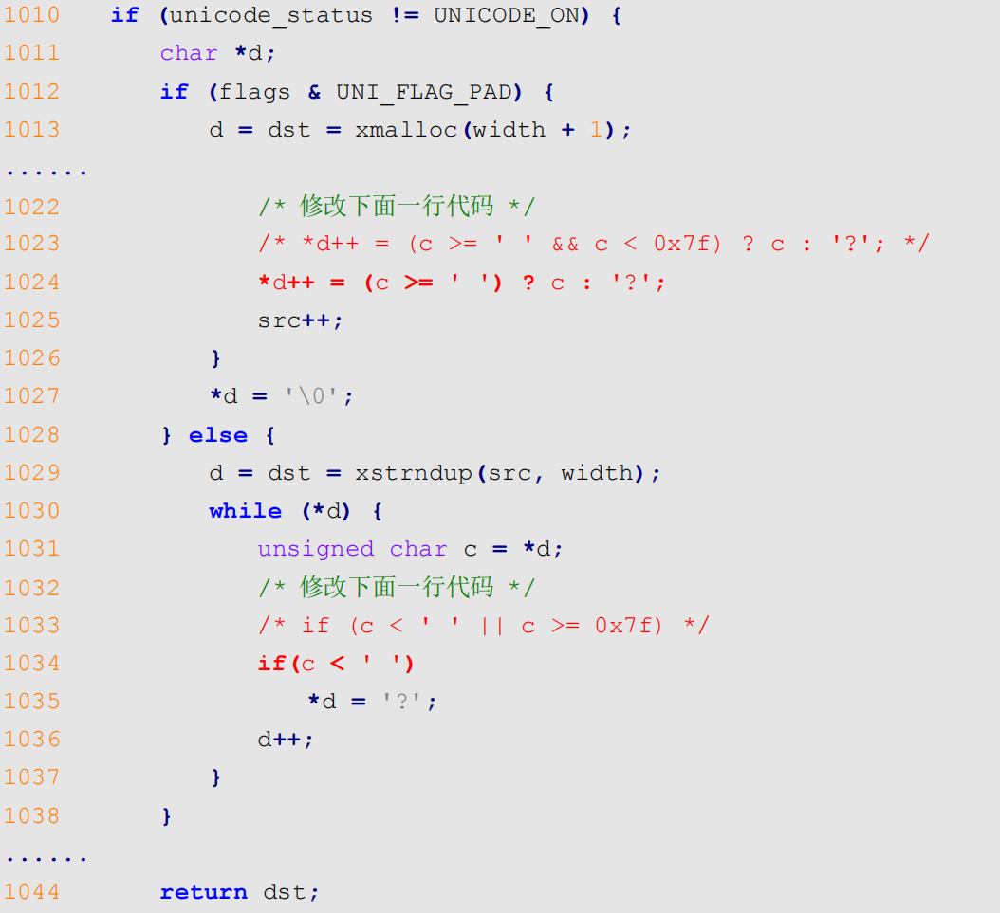 1010 if (unicode_status != UNICODE_ON) {
1011 char *d;
1012 if (flags & UNI_FLAG_PAD) {
1013 d = dst = xmalloc(width + 1);
......
1022 /* 修改下面一行代码 */
1023 /* *d++ = (c >= ' ' && c < 0x7f) ? c : '?'; */
1024 *d++ = (c >= ' ') ? c : '?';
1025 src++;
1026 }
1027 *d = '\0';
1028 } else {
1029 d = dst = xstrndup(src, width);
1030 while (*d) {
1031 unsigned char c = *d;
1032 /* 修改下面一行代码 */
1033 /* if (c < ' ' || c >= 0x7f) */
1034 if(c < ' ')
1035 *d = '?';
1036 d++;
1037 }
1038 }
......
1044 return dst;